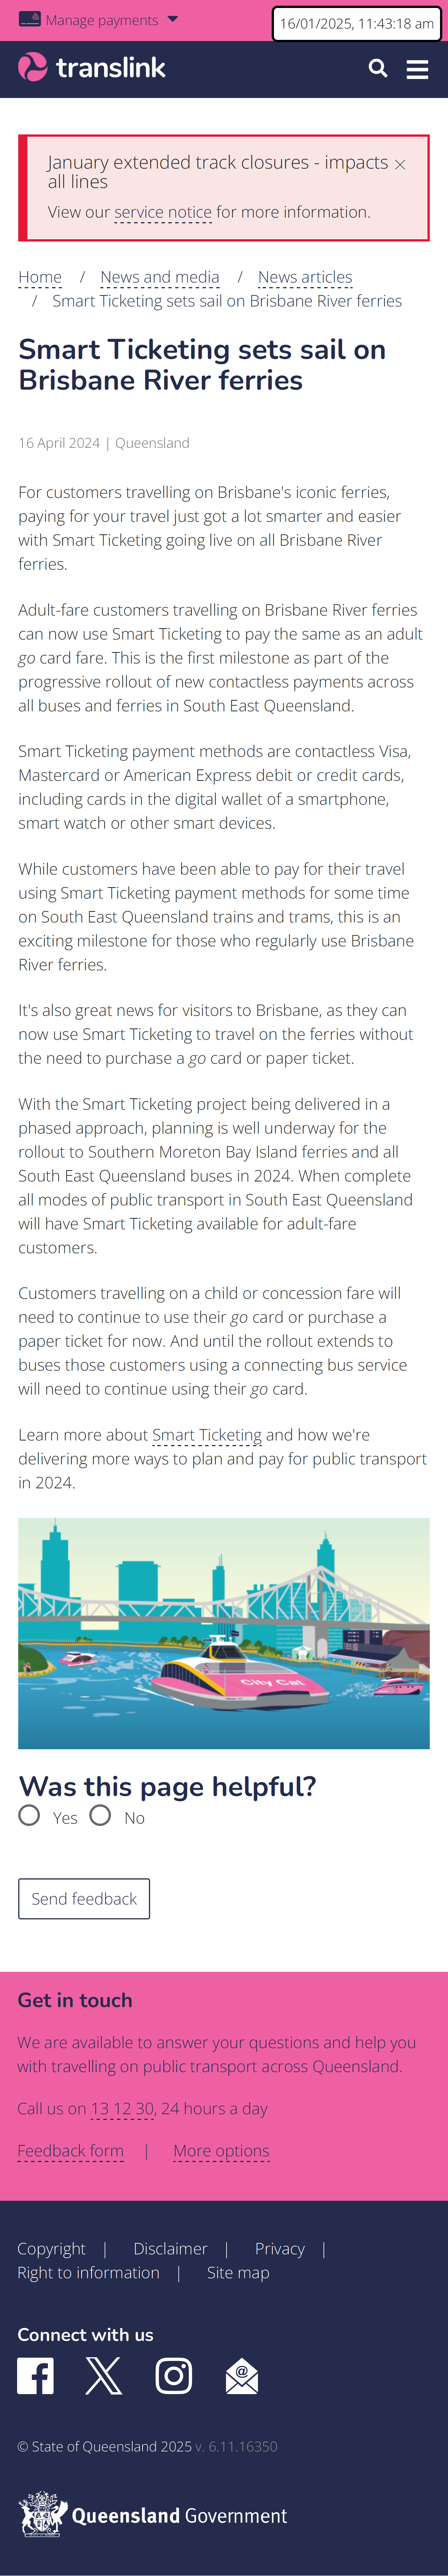 Manage payments
16/01/2025, 11:43:18 am
translink
January extended track closures - impacts
all lines
View our service notice for more information.
Home / News and media / News articles
/ Smart Ticketing sets sail on Brisbane River ferries
Smart Ticketing sets sail on
Brisbane River ferries
16 April 2024 | Queensland
For customers travelling on Brisbane's iconic ferries,
paying for your travel just got a lot smarter and easier
with Smart Ticketing going live on all Brisbane River
ferries.
Adult-fare customers travelling on Brisbane River ferries
can now use Smart Ticketing to pay the same as an adult
go card fare. This is the first milestone as part of the
progressive rollout of new contactless payments across
all buses and ferries in South East Queensland.
Smart Ticketing payment methods are contactless Visa,
Mastercard or American Express debit or credit cards,
including cards in the digital wallet of a smartphone,
smart watch or other smart devices.
While customers have been able to pay for their travel
using Smart Ticketing payment methods for some time
on South East Queensland trains and trams, this is an
exciting milestone for those who regularly use Brisbane
River ferries.
It's also great news for visitors to Brisbane, as they can
now use Smart Ticketing to travel on the ferries without
the need to purchase a go card or paper ticket.
With the Smart Ticketing project being delivered in a
phased approach, planning is well underway for the
rollout to Southern Moreton Bay Island ferries and all
South East Queensland buses in 2024. When complete
all modes of public transport in South East Queensland
will have Smart Ticketing available for adult-fare
customers.
Customers travelling on a child or concession fare will
need to continue to use their go card or purchase a
paper ticket for now. And until the rollout extends to
buses those customers using a connecting bus service
will need to continue using their go card.
Learn more about Smart Ticketing and how we're
delivering more ways to plan and pay for public transport
in 2024.
City Cat
Was this page helpful?
Yes No
Send feedback
Get in touch
We are available to answer your questions and help you
with travelling on public transport across Queensland.
Call us on 13 12 30, 24 hours a day
Feedback form | More options
Copyright | Disclaimer | Privacy |
Right to information | Site map
Connect with us
© State of Queensland 2025 v. 6.11.16350
Queensland Government